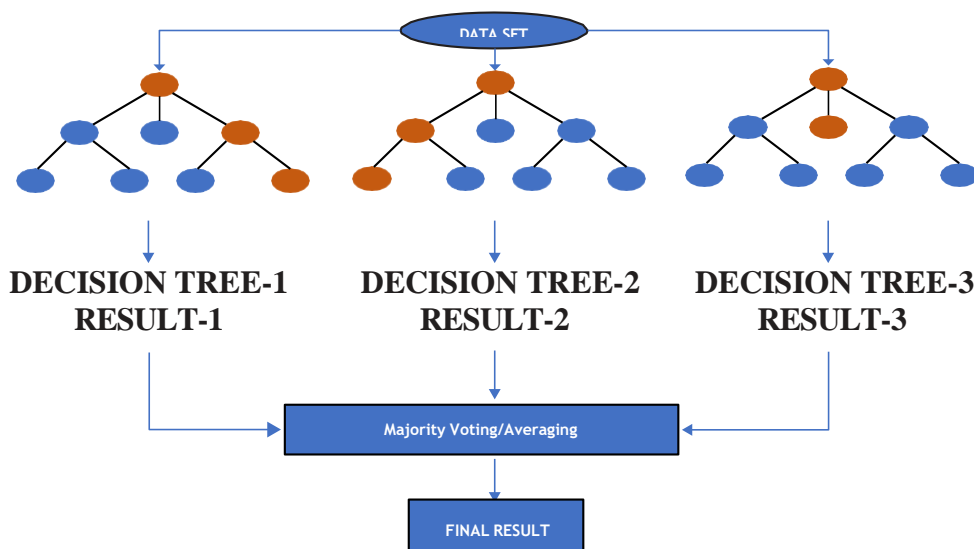 DATA SET
DECISION TREE-1
RESULT-1
DECISION TREE-2
RESULT-2
DECISION TREE-3
RESULT-3
Majority Voting/Averaging
FINAL RESULT